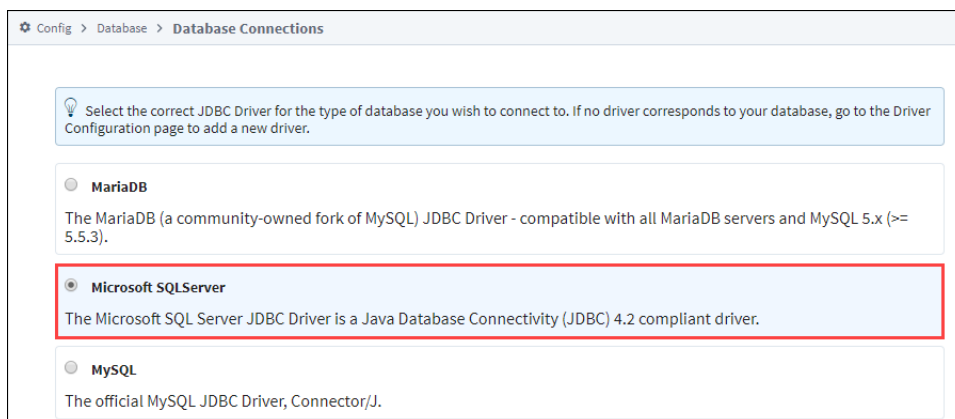 Config > Database > Database Connections
Select the correct JDBC Driver for the type of database you wish to connect to. If no driver corresponds to your database, go to the Driver
Configuration page to add a new driver.
MariaDB
The MariaDB (a community-owned fork of MySQL) JDBC Driver - compatible with all MariaDB servers and MySQL 5.x (>=
5.5.3).
Microsoft SQLServer
The Microsoft SQL Server JDBC Driver is a Java Database Connectivity (JDBC) 4.2 compliant driver.
MySQL
The official MySQL JDBC Driver, Connector/J.